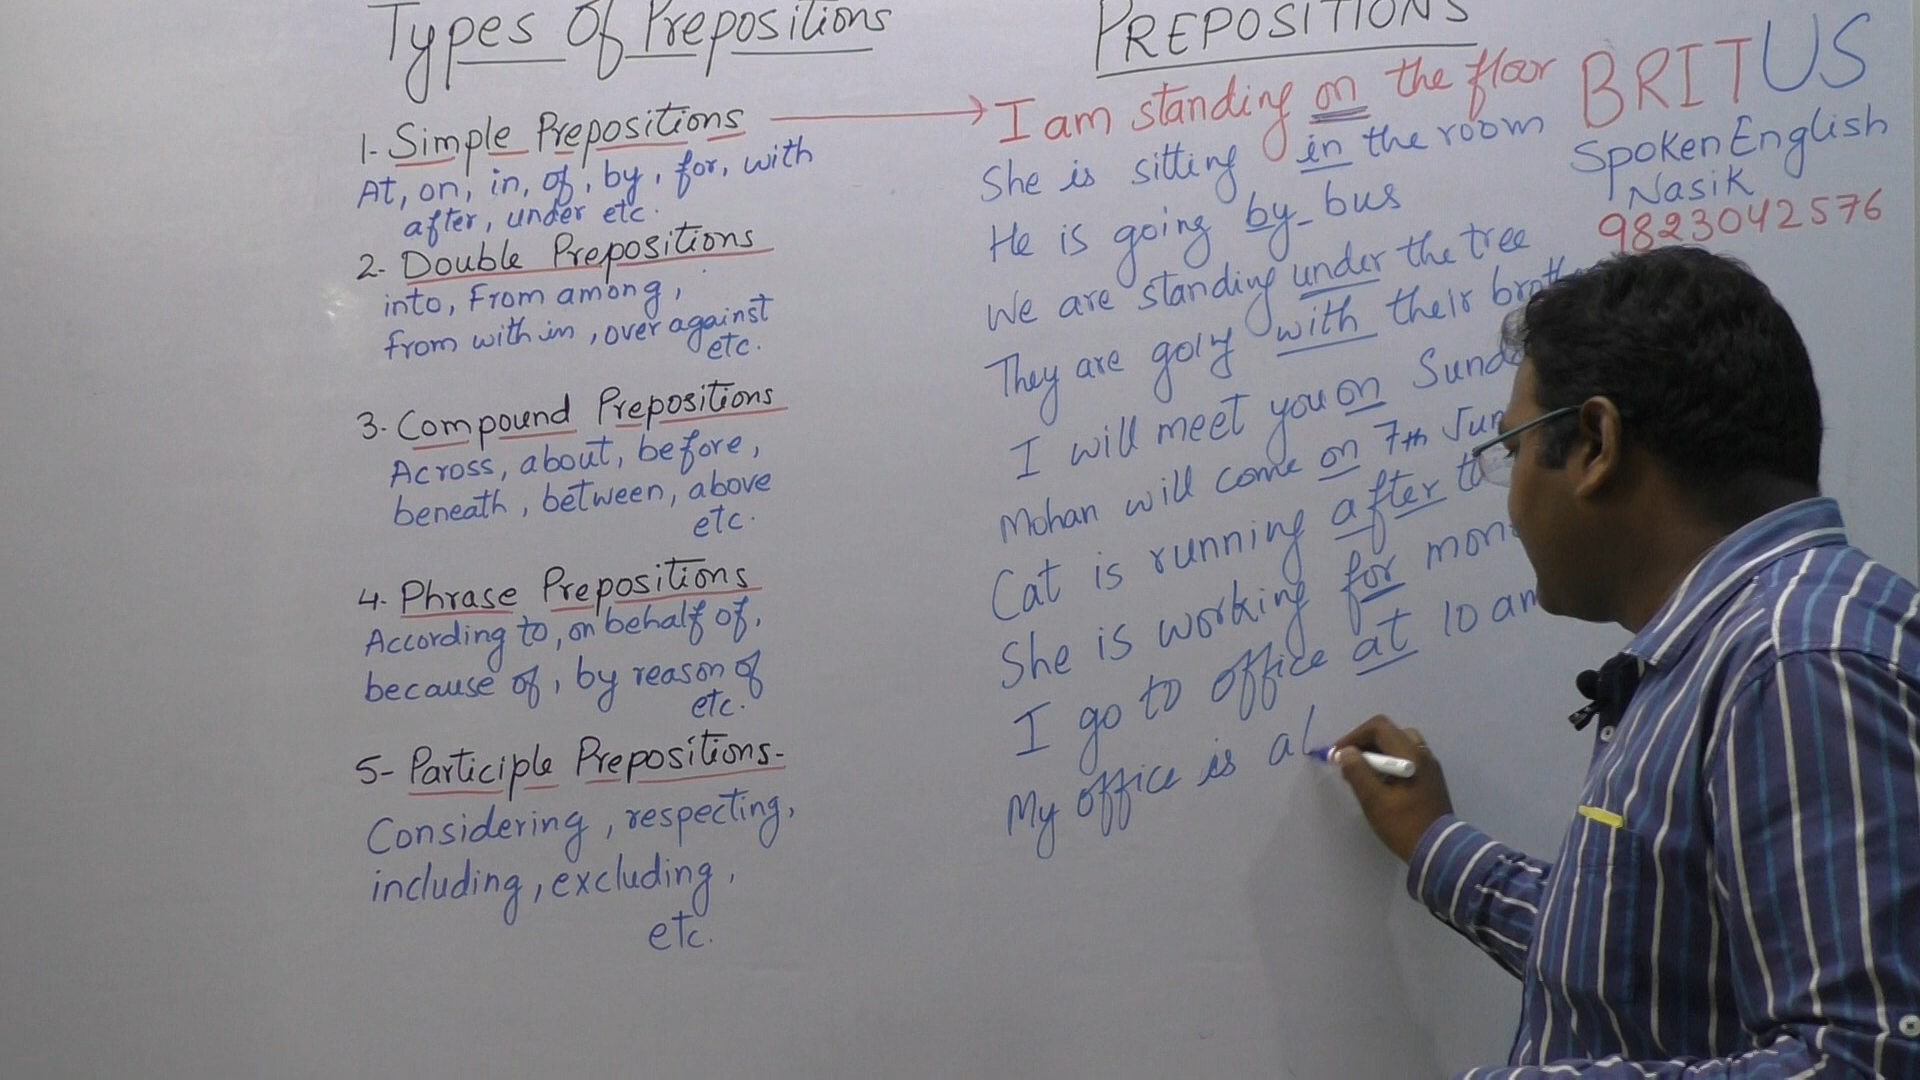 Types Of Prepositions
1- Simple Prepositions
At, on, in, of, by, for, with
after, under etc.
2- Double Prepositions
into, From among,
from with in, over against
etc.
3- Compound Prepositions
Across, about, before,
beneath, between, above
etc.
4- Phrase Prepositions
According to, on behalf of,
because of, by reason of
etc.
5- Participle Prepositions-
Considering, respecting,
including, excluding,
etc.
PREPOSITIONS
I am standing on the floor
She is sitting in the room
He is going by bus
We are standing under the tree
They are goiy with their
I will meet you on
Mohan will come on 7th
Cat is running after
She is working for
I go to office at 10 am
My office is
BRITUS
Spoken English
Nasik
9823042576